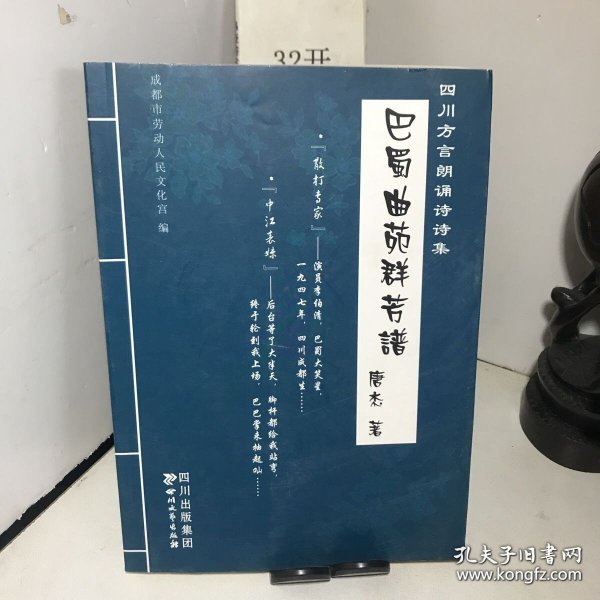 32开
四川方言朗诵诗诗集
巴蜀曲苑群芳譜
唐杰 著
·『散打专家』——演员李伯清，巴蜀大笑星，
一九四七年，四川成都生……
·『中江表妹』——后台等了大半天，脚杆都给我站弯，
终于轮到我上场，巴巴掌来抽起⼭……
成都市劳动人民文化宫 编
四川出版集团
四川文艺出版社
孔夫子旧书网
www.kongfz.com